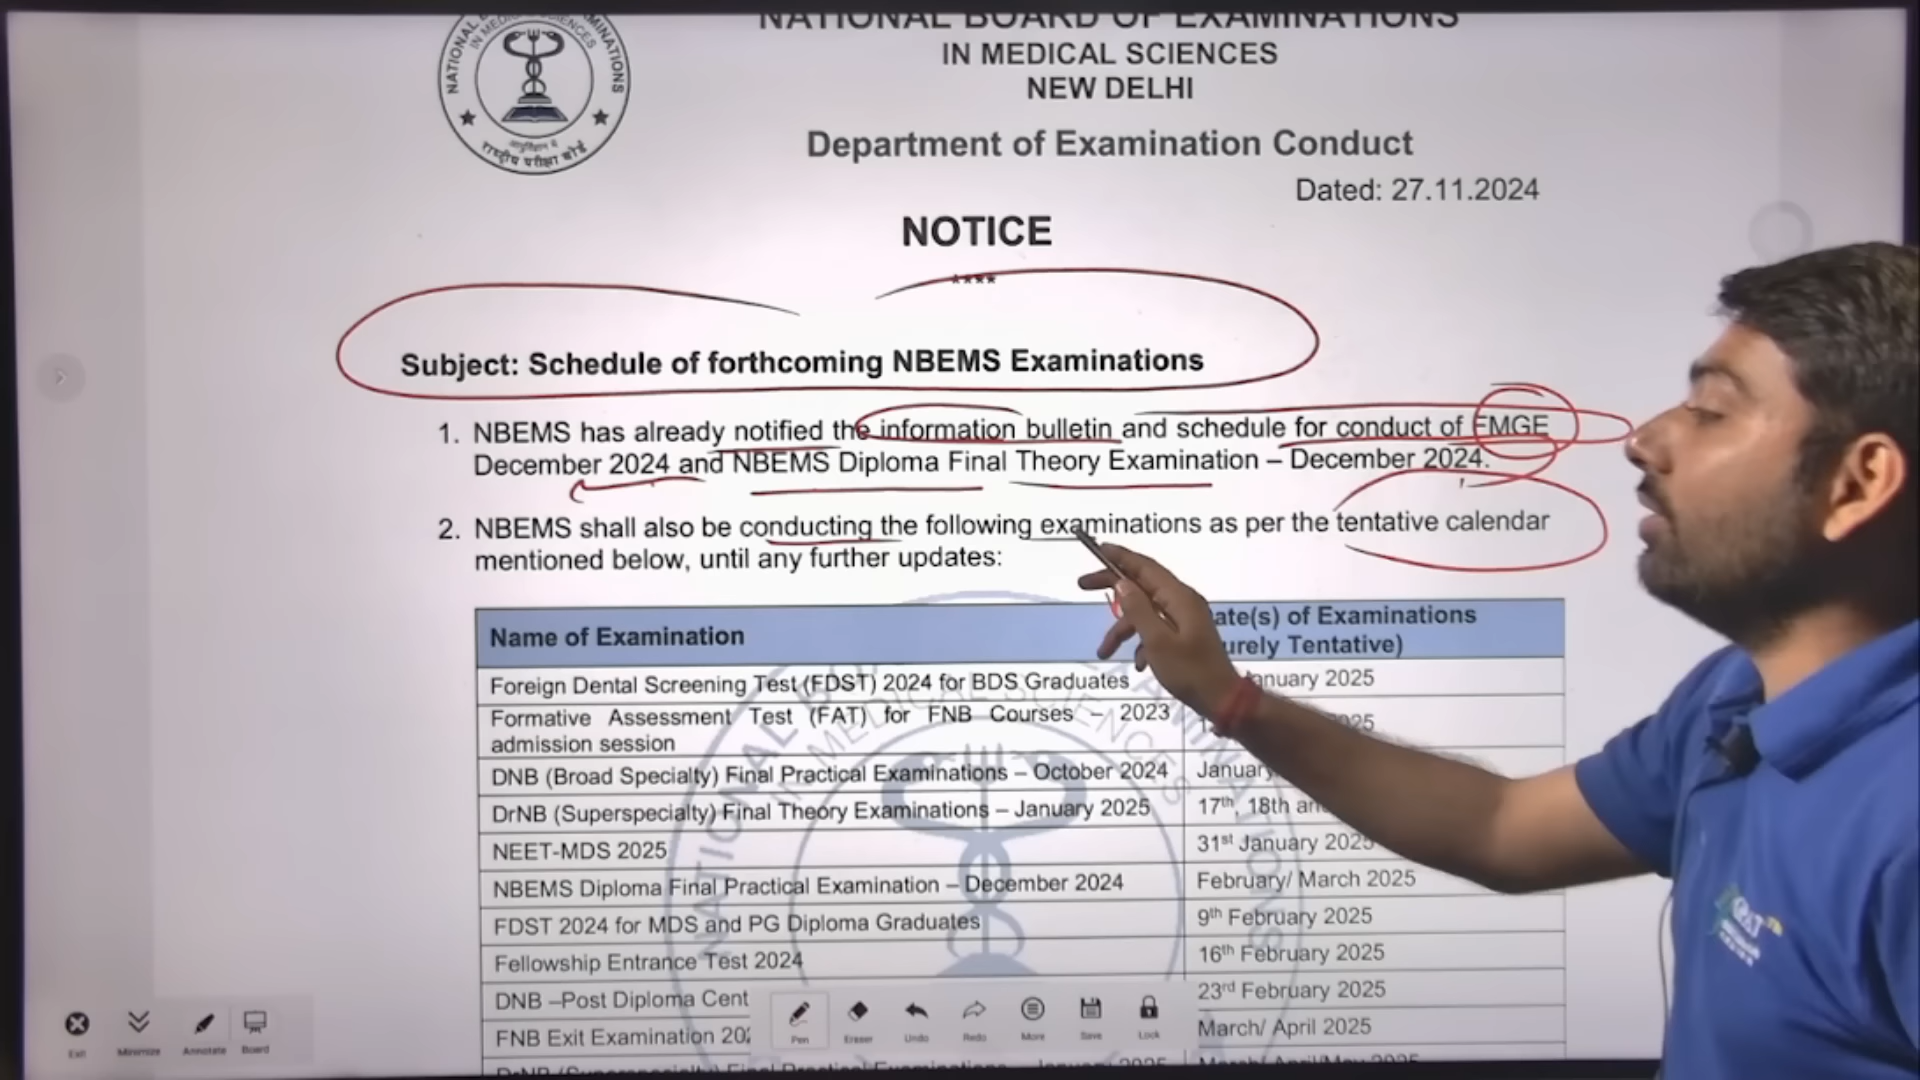 NATIONAL BOARD OF EXAMINATIONS
IN MEDICAL SCIENCES
NEW DELHI
राष्ट्रीय परीक्षा बोर्ड
Department of Examination Conduct
Dated: 27.11.2024
NOTICE
****
Subject: Schedule of forthcoming NBEMS Examinations
1. NBEMS has already notified the information bulletin and schedule for conduct of FMGE
December 2024 and NBEMS Diploma Final Theory Examination – December 2024.
2. NBEMS shall also be conducting the following examinations as per the tentative calendar
mentioned below, until any further updates:
Name of Examination
ate(s) of Examinations
urely Tentative)
Foreign Dental Screening Test (FDST) 2024 for BDS Graduates
anuary 2025
Formative Assessment Test (FAT) for FNB Courses – 2023
admission session
DNB (Broad Specialty) Final Practical Examinations – October 2024 January
DrNB (Superspecialty) Final Theory Examinations – January 2025 17th, 18th an
NEET-MDS 2025 31st January 2025
NBEMS Diploma Final Practical Examination – December 2024 February/ March 2025
FDST 2024 for MDS and PG Diploma Graduates 9th February 2025
Fellowship Entrance Test 2024 16th February 2025
DNB –Post Diploma Cent 23rd February 2025
FNB Exit Examination 202 March/ April 2025
Exit Minimize Annotate Board Pen Eraser Undo Redo More Save Lock